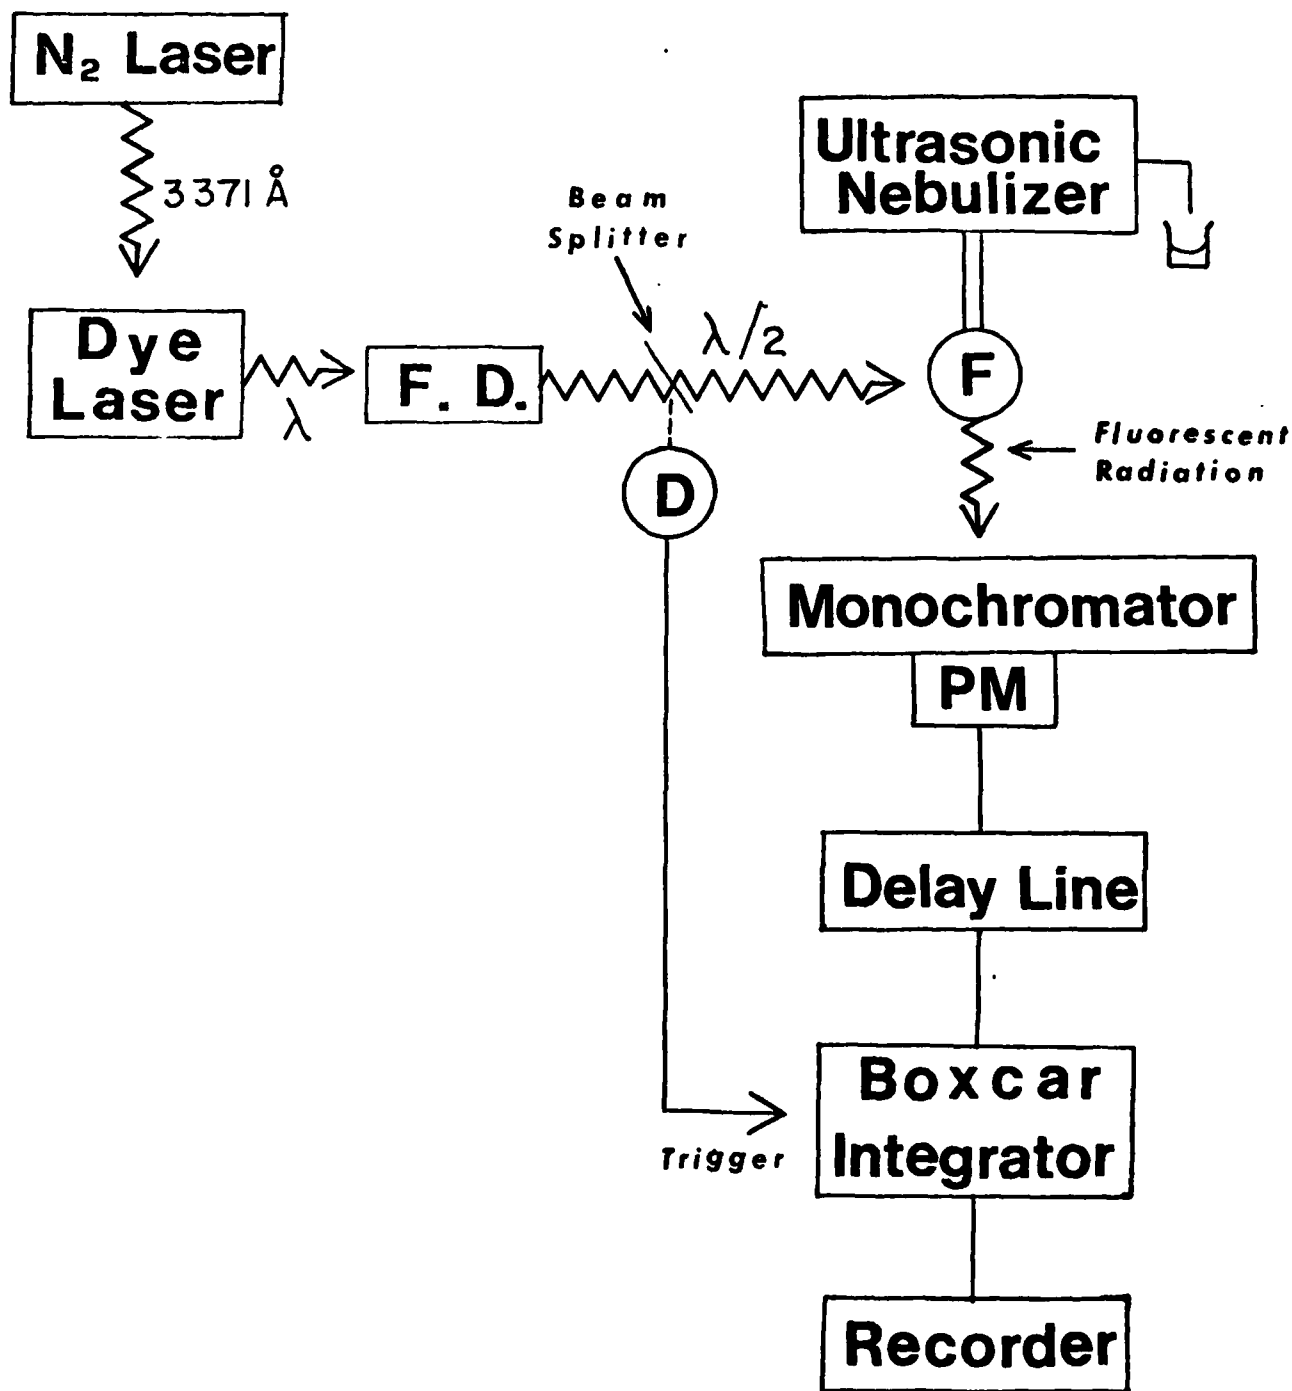 N₂ Laser
3371 Å
Ultrasonic
Nebulizer
Beam
Splitter
Dye
Laser
λ
F. D.
λ/2
F
D
Fluorescent
Radiation
Monochromator
PM
Delay Line
Boxcar
Integrator
Trigger
Recorder